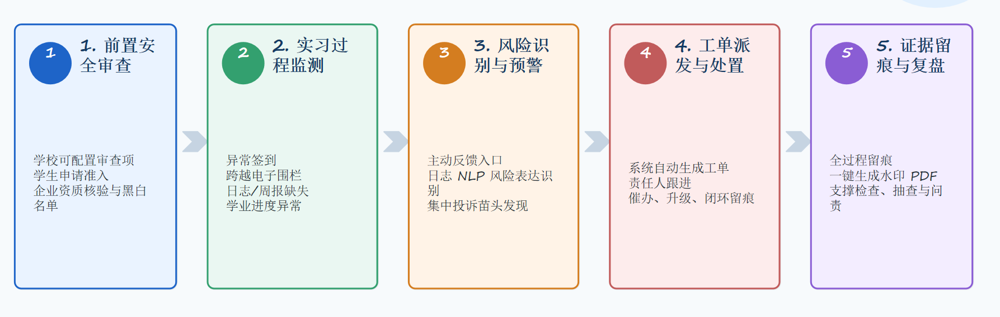 1
1. 前置安
全审查
学校可配置审查项
学生申请准入
企业资质核验与黑白
名单
2
2. 实习过
程监测
异常签到
跨越电子围栏
日志/周报缺失
学业进度异常
3
3. 风险识
别与预警
主动反馈入口
日志 NLP 风险表达识
别
集中投诉苗头发现
4
4. 工单派
发与处置
系统自动生成工单
责任人跟进
催办、升级、闭环留痕
5
5. 证据留
痕与复盘
全过程留痕
一键生成水印 PDF
支撑检查、抽查与问
责